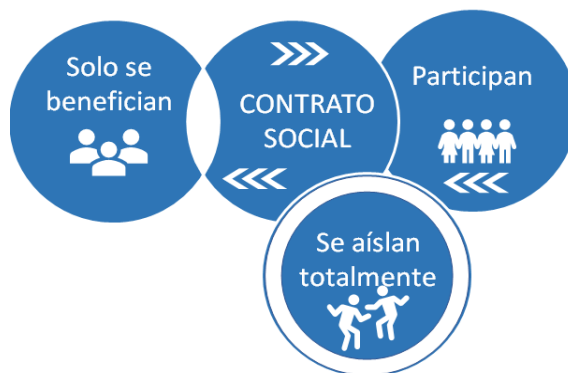 Solo se
benefician
CONTRATO
SOCIAL
Participan
Se aíslan
totalmente